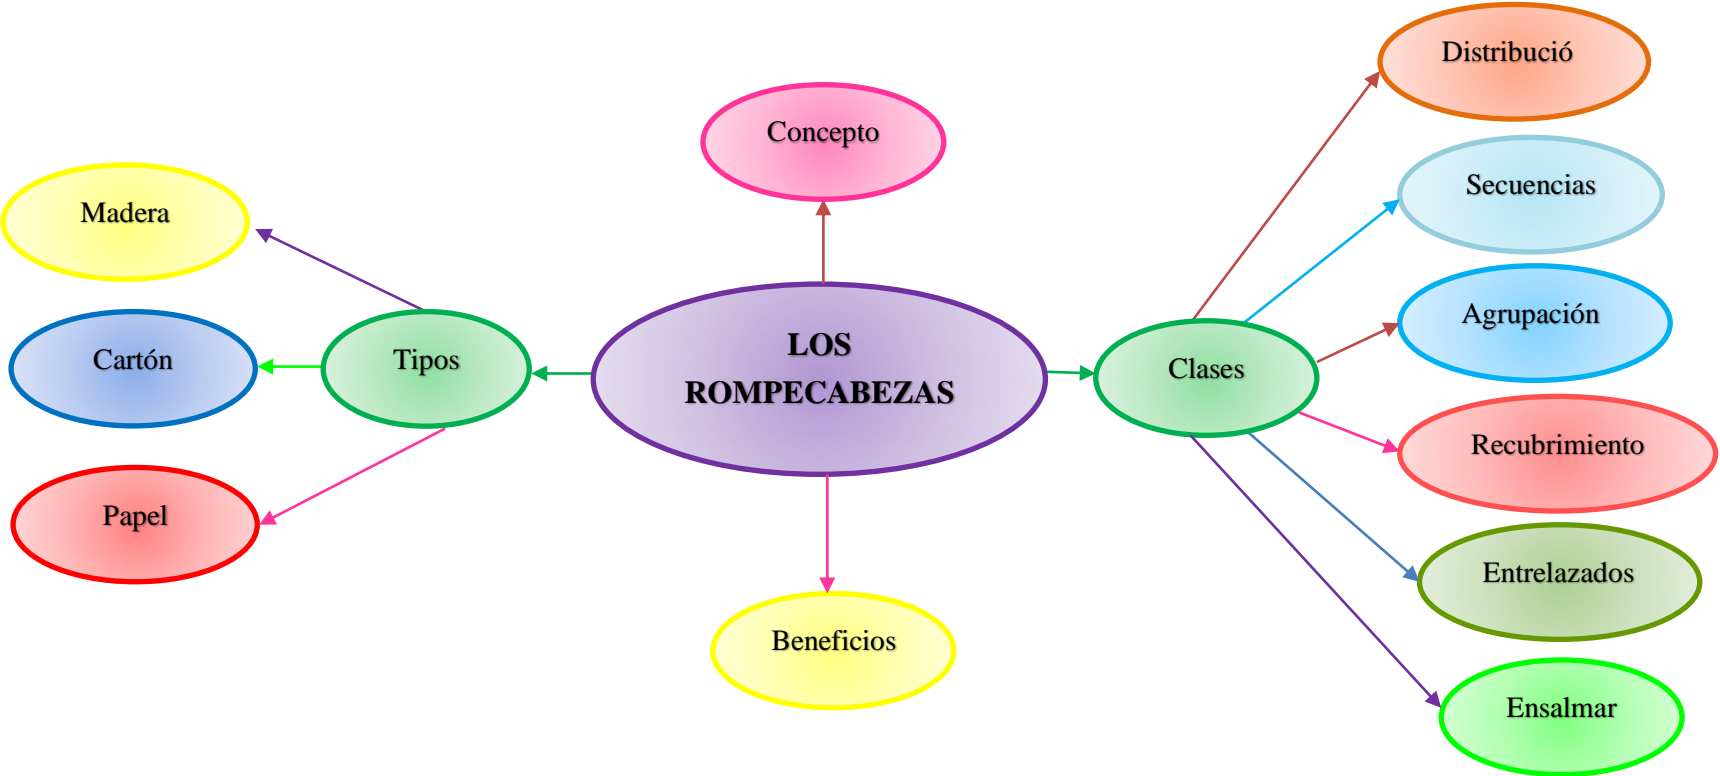 Distribució
Concepto
Secuencias
Madera
Agrupación
LOS
ROMPECABEZAS
Cartón
Tipos
Clases
Recubrimiento
Papel
Entrelazados
Beneficios
Ensalmar